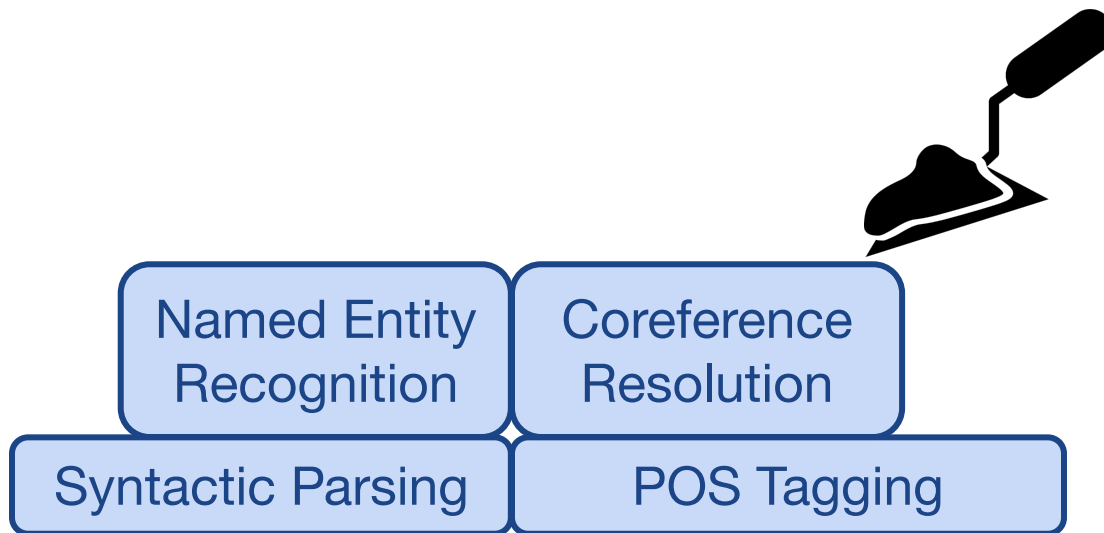 Named Entity
Recognition
Coreference
Resolution
Syntactic Parsing
POS Tagging